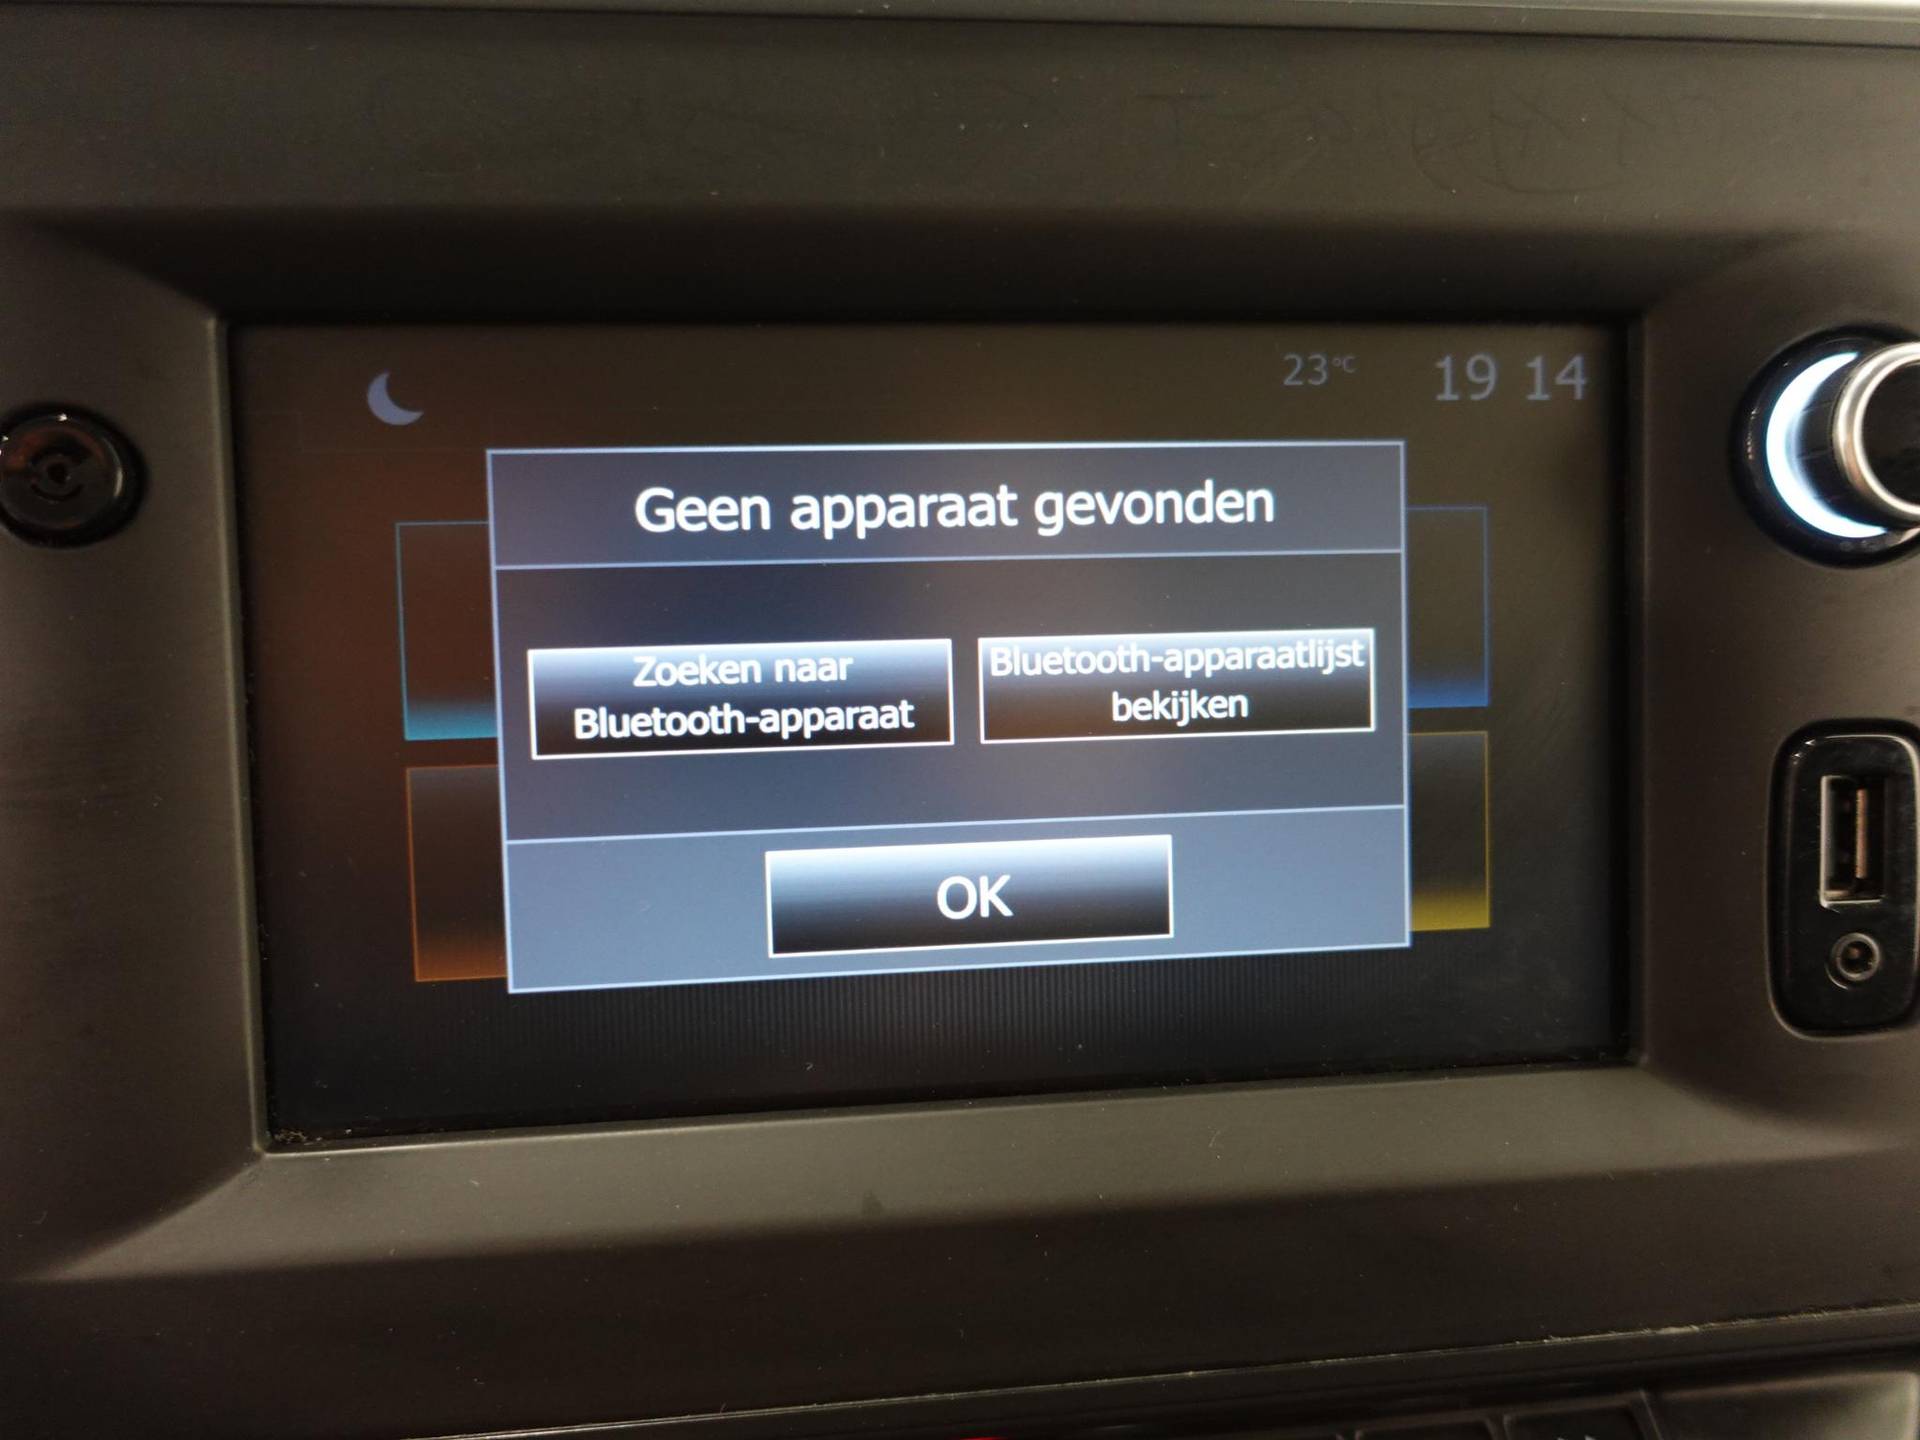 23°C 19 14
Geen apparaat gevonden
Zoeken naar
Bluetooth-apparaat
Bluetooth-apparaatlijst
bekijken
OK